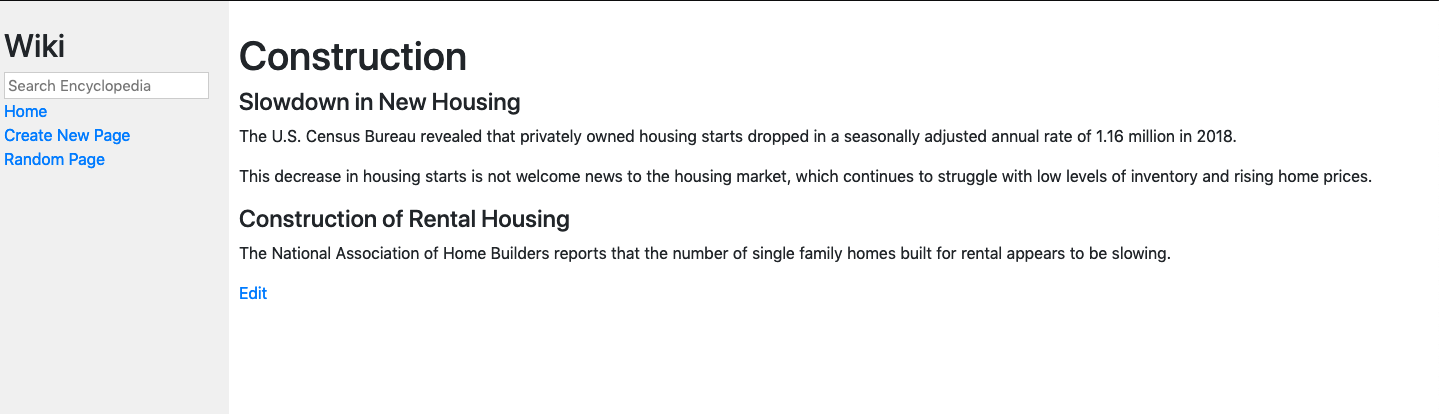 Wiki
Search Encyclopedia
Home
Create New Page
Random Page
Construction
Slowdown in New Housing
The U.S. Census Bureau revealed that privately owned housing starts dropped in a seasonally adjusted annual rate of 1.16 million in 2018.
This decrease in housing starts is not welcome news to the housing market, which continues to struggle with low levels of inventory and rising home prices.
Construction of Rental Housing
The National Association of Home Builders reports that the number of single family homes built for rental appears to be slowing.
Edit